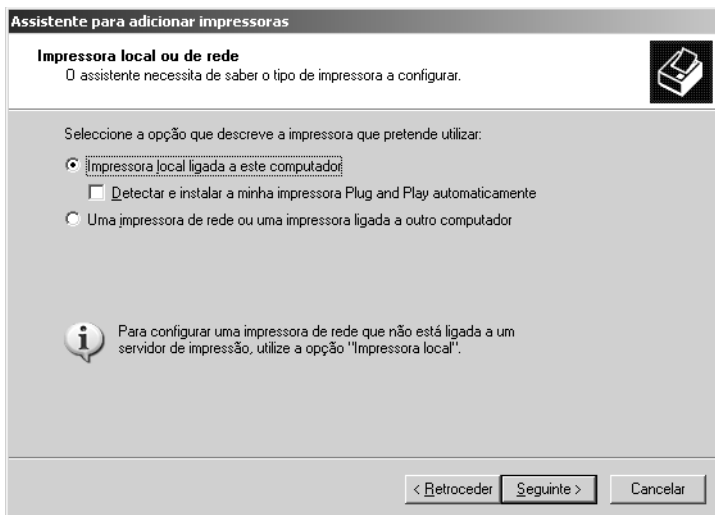 Assistente para adicionar impressoras
Impressora local ou de rede
O assistente necessita de saber o tipo de impressora a configurar.
Seleccione a opção que descreve a impressora que pretende utilizar:
Impressora local ligada a este computador
Detectar e instalar a minha impressora Plug and Play automaticamente
Uma impressora de rede ou uma impressora ligada a outro computador
Para configurar uma impressora de rede que não está ligada a um
servidor de impressão, utilize a opção "Impressora local".
< Retroceder Seguinte > Cancelar